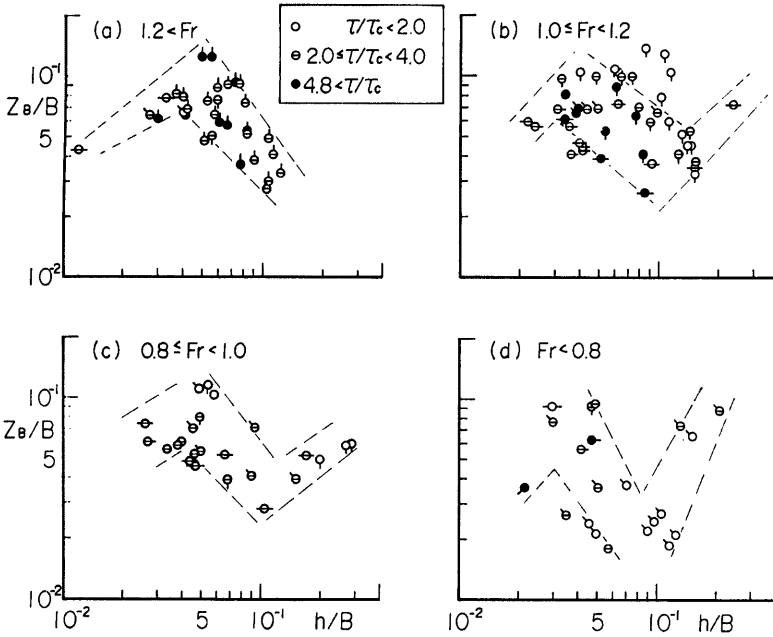 (a) 1.2<Fr
τ/τc<2.0
2.0≤τ/τc<4.0
4.8<τ/τc
(b) 1.0≤Fr<1.2
10⁻¹
ZB/B
5
10⁻²
(c) 0.8≤Fr<1.0
(d) Fr<0.8
10⁻¹
ZB/B
5
10⁻²
10⁻² 5 10⁻¹ h/B
10⁻² 5 10⁻¹ h/B